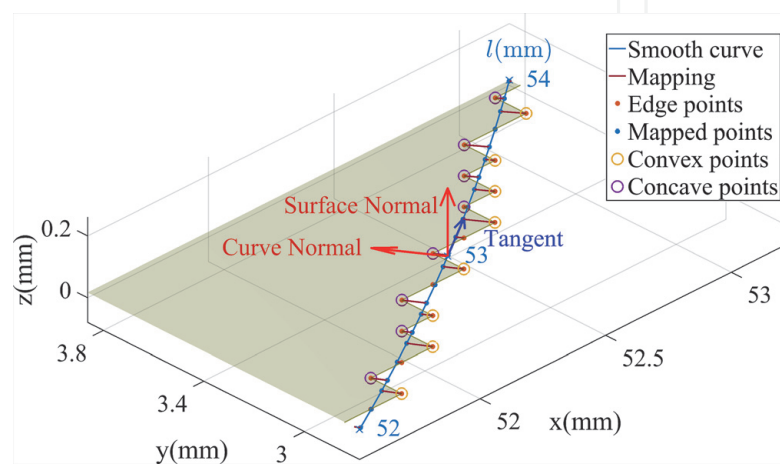 l(mm)
54
Smooth curve
Mapping
Edge points
Mapped points
Convex points
Concave points
Surface Normal
Curve Normal
Tangent
53
52
z(mm)
0.2
0
3.8
3.4
3
y(mm)
52
52.5
53
x(mm)